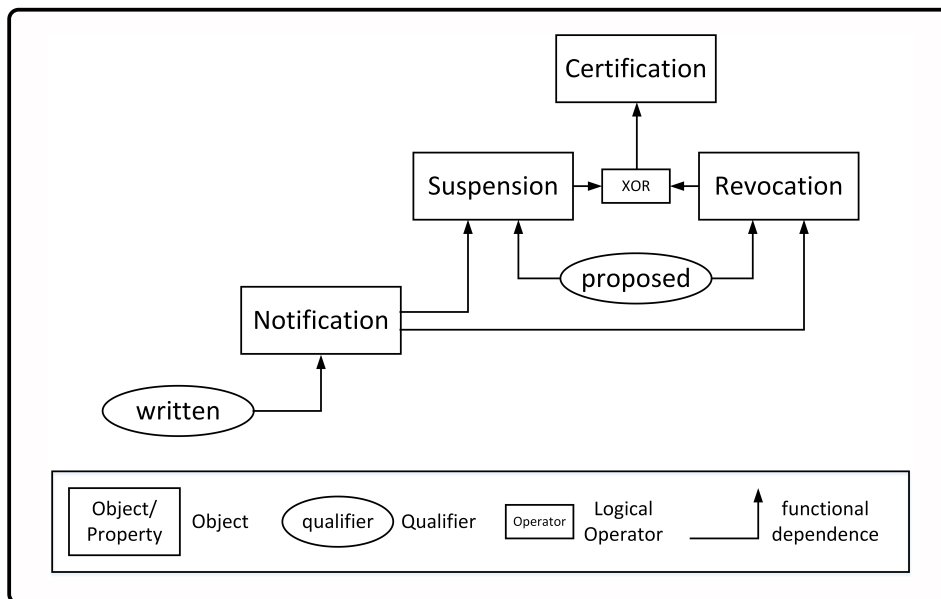 Certification
Suspension
XOR
Revocation
proposed
Notification
written
Object/
Property
Object
qualifier
Qualifier
Operator
Logical
Operator
functional
dependence